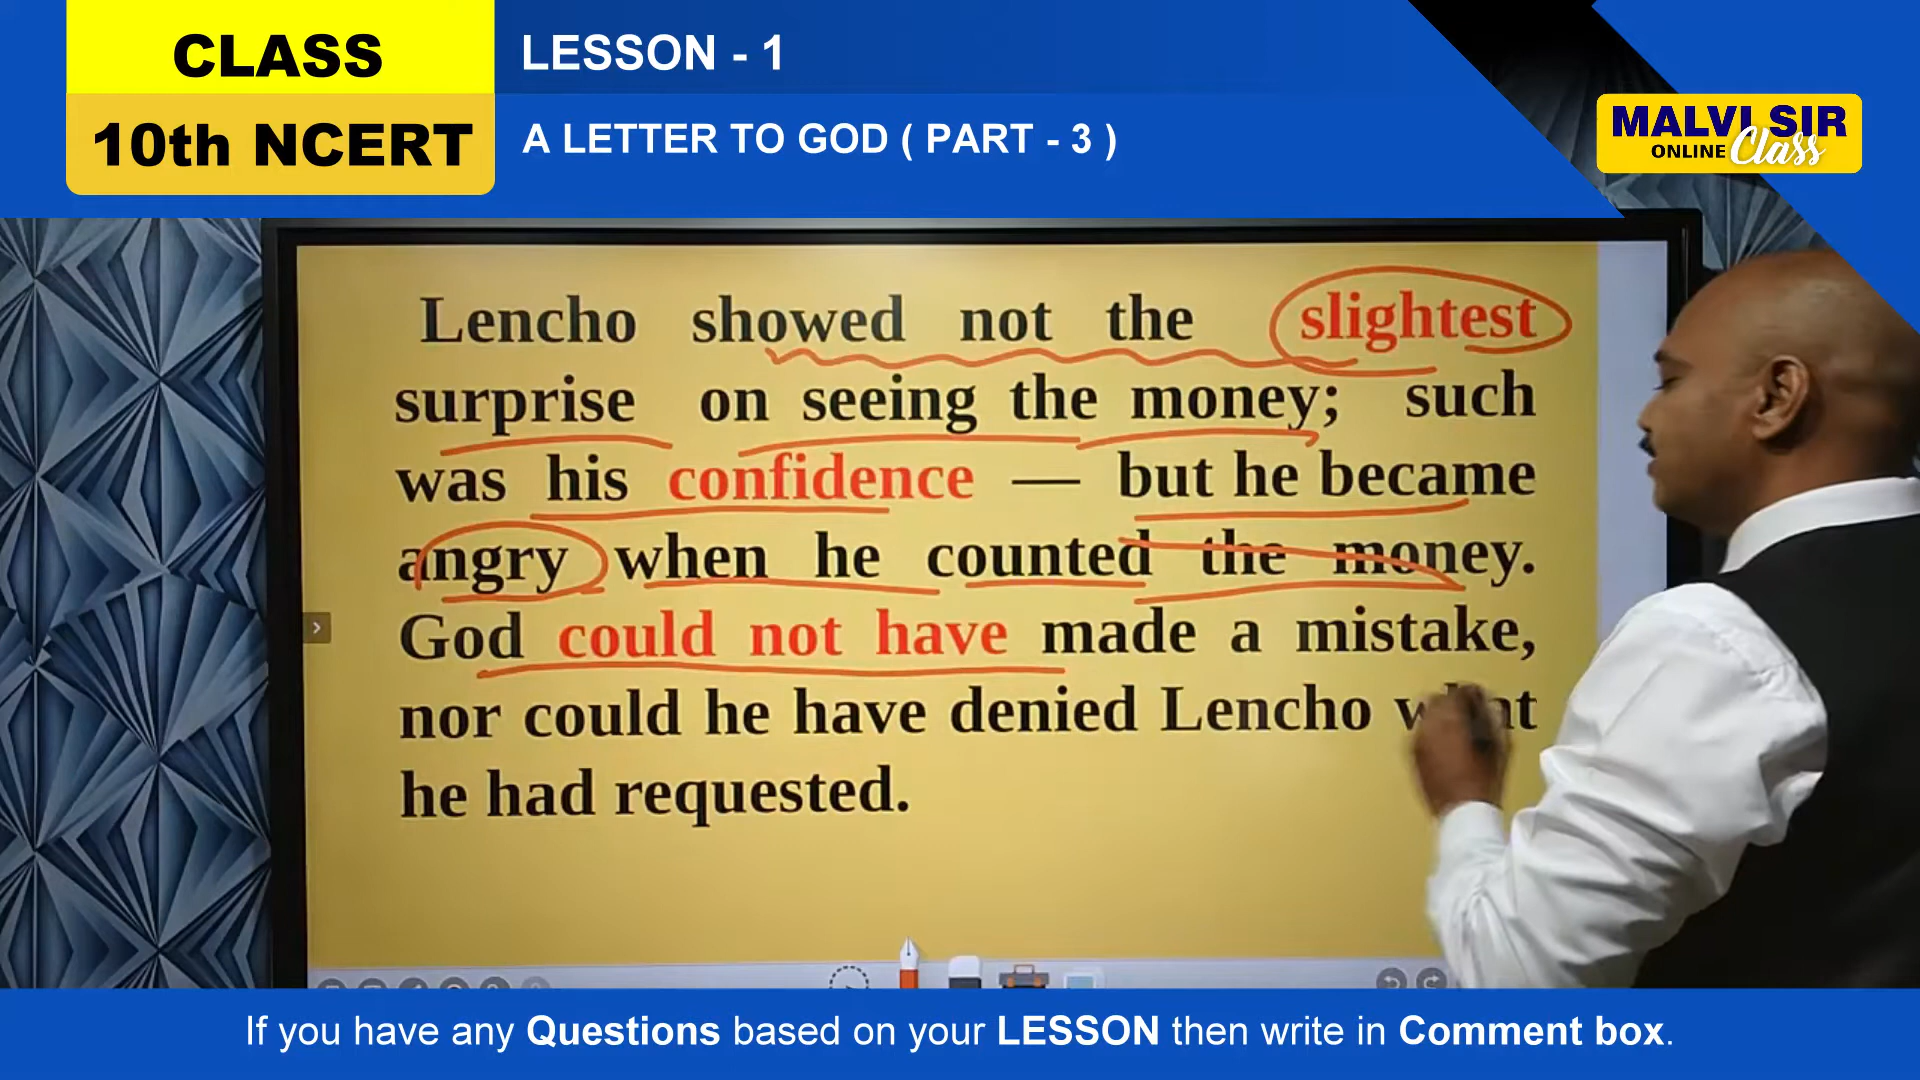 CLASS
10th NCERT
LESSON - 1
A LETTER TO GOD ( PART - 3 )
MALVI SIR
ONLINE Class
Lencho showed not the slightest
surprise on seeing the money; such
was his confidence — but he became
angry when he counted the money.
God could not have made a mistake,
nor could he have denied Lencho
he had requested.
If you have any Questions based on your LESSON then write in Comment box.